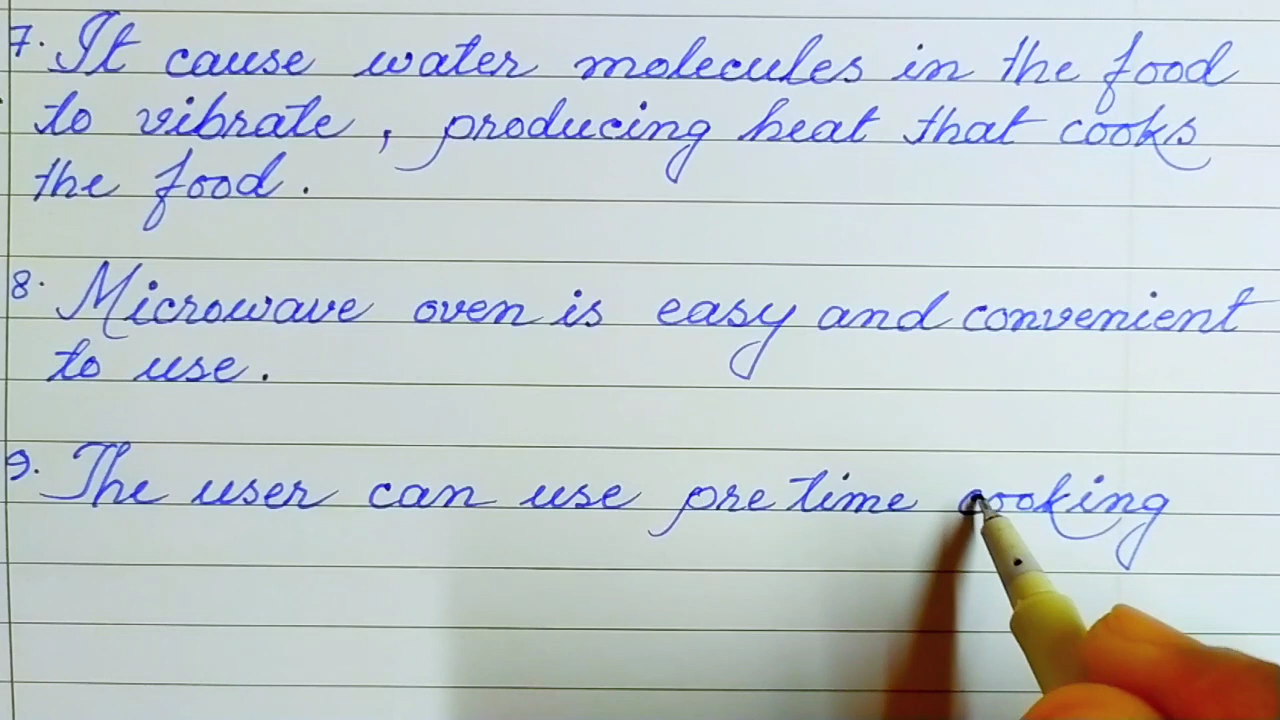 7. It cause water molecules in the food
to vibrate, producing heat that cooks
the food.
8. Microwave oven is easy and convenient
to use.
9. The user can use pre time cooking